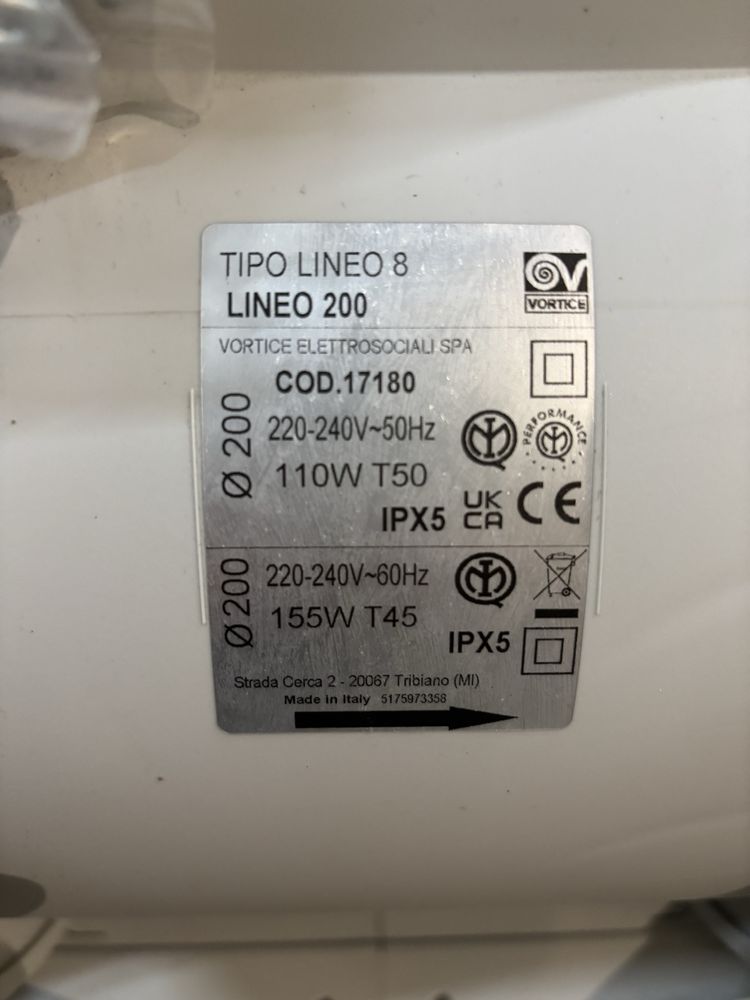 TIPO LINEO 8
LINEO 200
VORTICE
VORTICE ELETTROSOCIALI SPA
COD.17180
Ø 200
220-240V~50Hz
110W T50
IPX5
PERFORMANCE
UK
CA
CE
Ø 200
220-240V~60Hz
155W T45
IPX5
Strada Cerca 2 - 20067 Tribiano (MI)
Made in Italy 5175973358